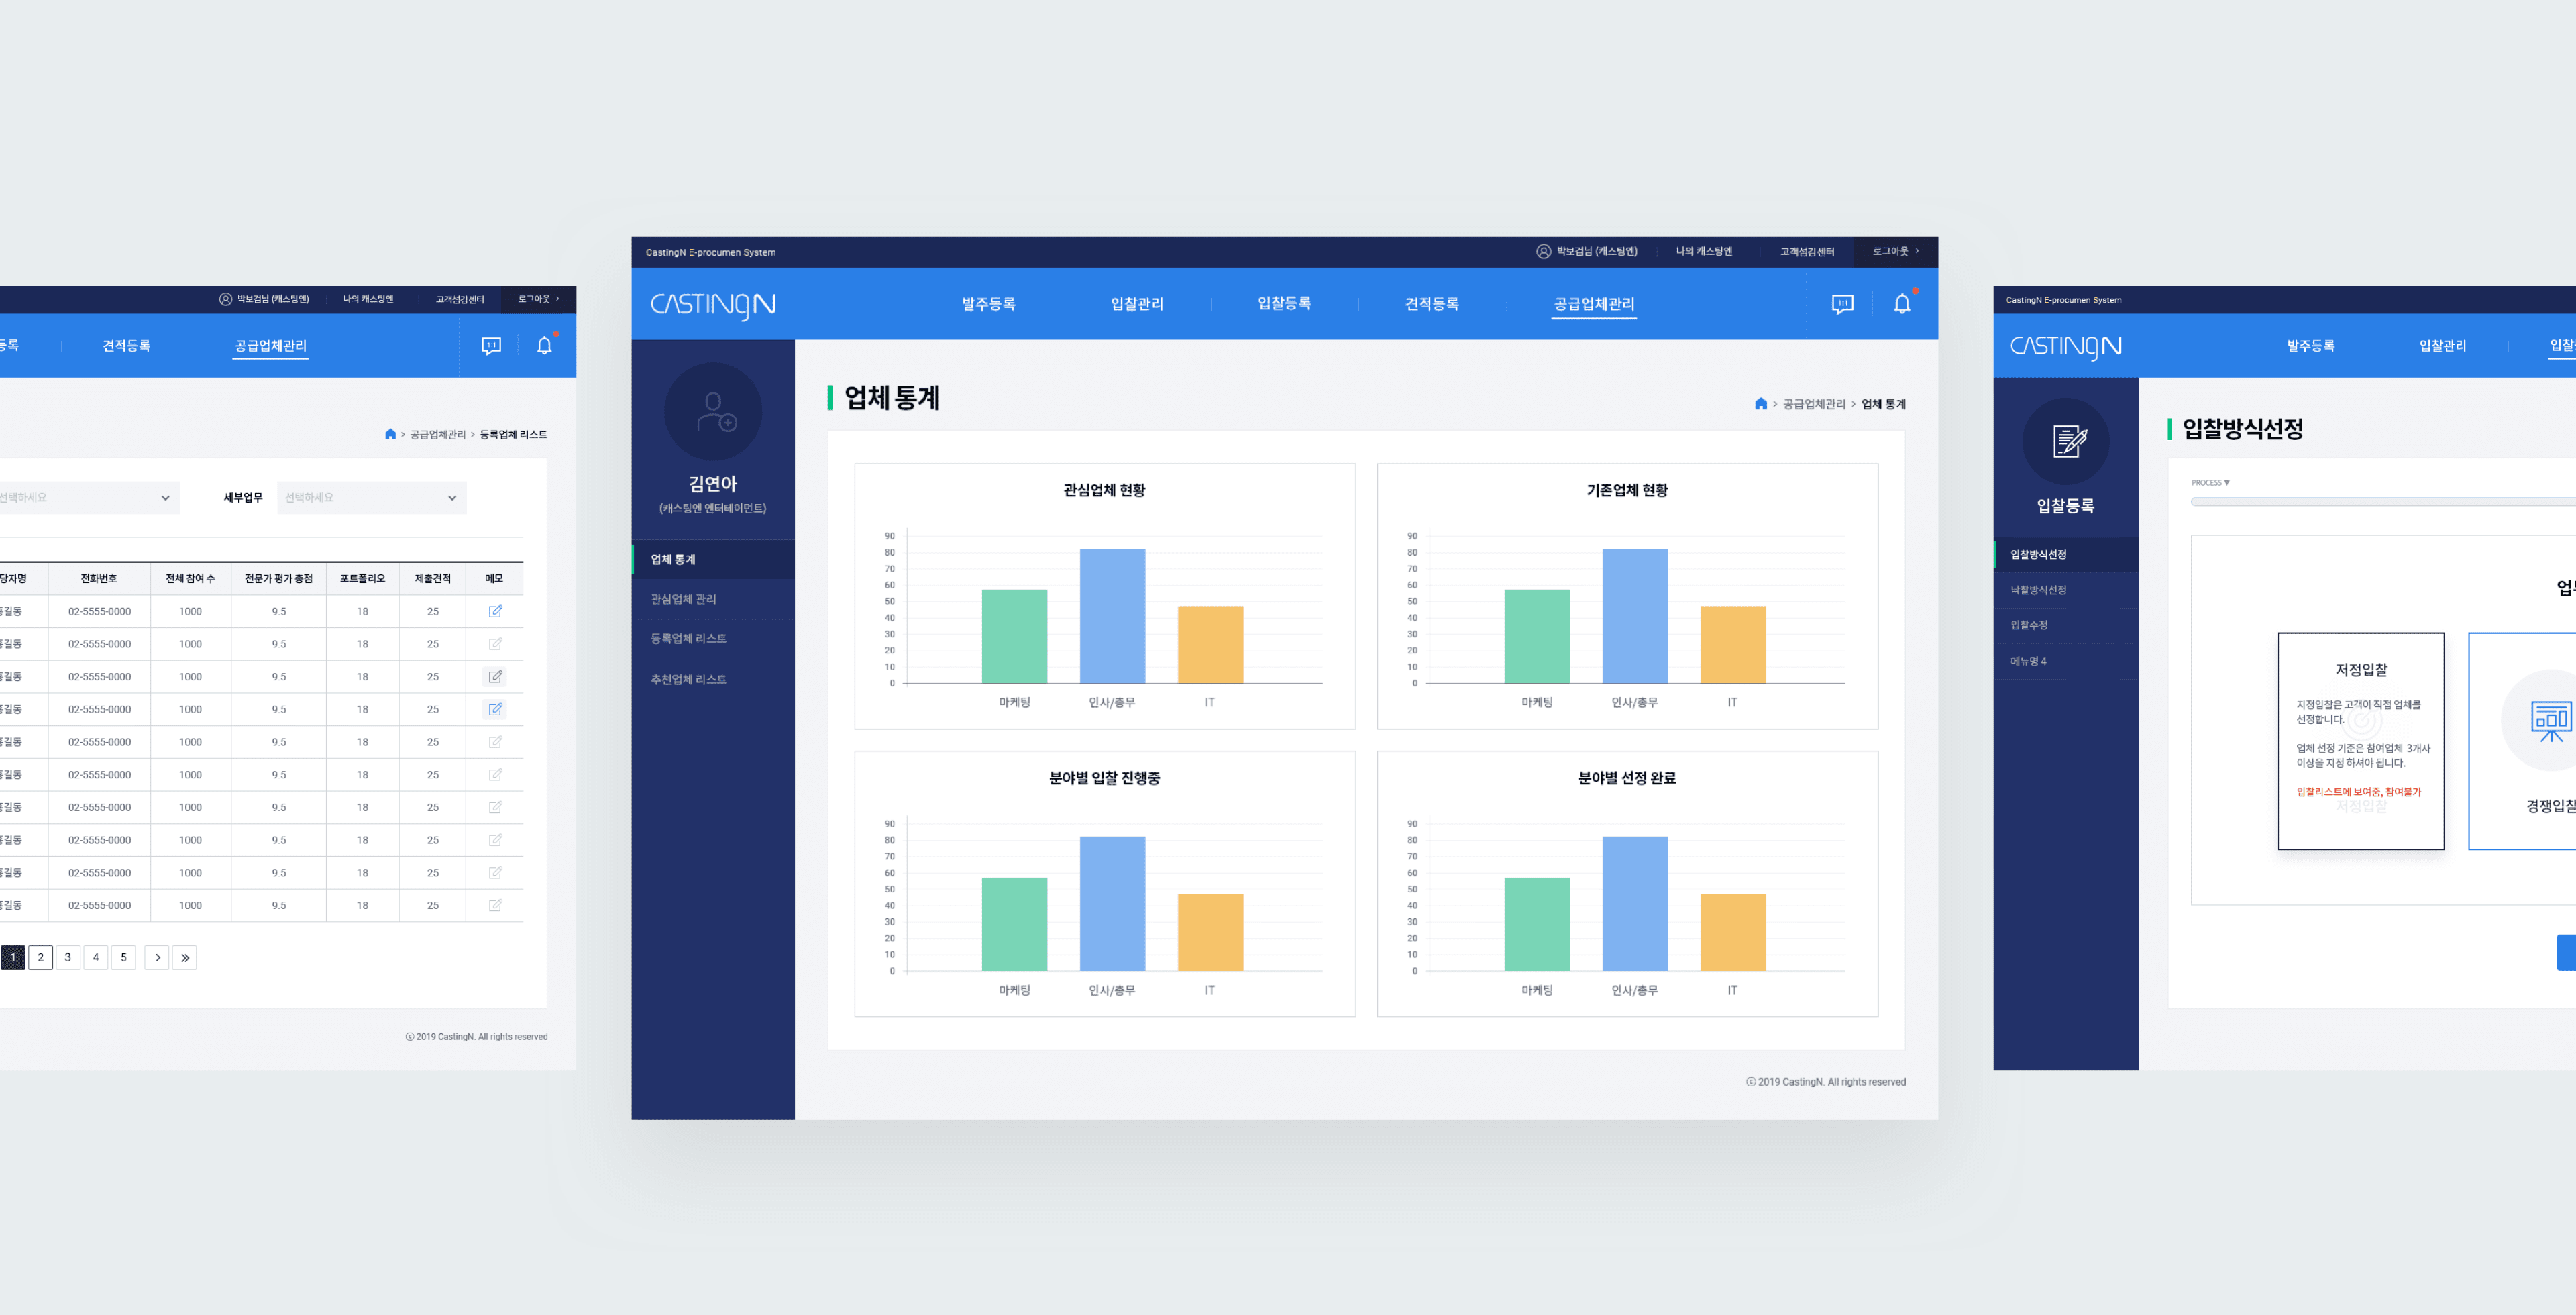 박보검님 (캐스팅엔)
나의 캐스팅엔
고객섬김센터
로그아웃 >
등록
견적등록
공급업체관리
1:1
> 공급업체관리 > 등록업체 리스트
선택하세요
세부업무
선택하세요
당자명 전화번호 전체 참여 수 전문가 평가 총점 포트폴리오 제출견적 메모
홍길동 02-5555-0000 1000 9.5 18 25
홍길동 02-5555-0000 1000 9.5 18 25
홍길동 02-5555-0000 1000 9.5 18 25
홍길동 02-5555-0000 1000 9.5 18 25
홍길동 02-5555-0000 1000 9.5 18 25
홍길동 02-5555-0000 1000 9.5 18 25
홍길동 02-5555-0000 1000 9.5 18 25
홍길동 02-5555-0000 1000 9.5 18 25
홍길동 02-5555-0000 1000 9.5 18 25
홍길동 02-5555-0000 1000 9.5 18 25
1 2 3 4 5 > »
ⓒ 2019 CastingN. All rights reserved
CastingN E-procumen System
박보검님 (캐스팅엔)
나의 캐스팅엔
고객섬김센터
로그아웃 >
CASTINGN
발주등록
입찰관리
입찰등록
견적등록
공급업체관리
1:1
김연아
(캐스팅엔 엔터테이먼트)
업체 통계
관심업체 관리
등록업체 리스트
추천업체 리스트
업체 통계
> 공급업체관리 > 업체 통계
관심업체 현황
90
80
70
60
50
40
30
20
10
0
마케팅 인사/총무 IT
기존업체 현황
90
80
70
60
50
40
30
20
10
0
마케팅 인사/총무 IT
분야별 입찰 진행중
90
80
70
60
50
40
30
20
10
0
마케팅 인사/총무 IT
분야별 선정 완료
90
80
70
60
50
40
30
20
10
0
마케팅 인사/총무 IT
ⓒ 2019 CastingN. All rights reserved
CastingN E-procumen System
CASTINGN
발주등록
입찰관리
입찰
입찰등록
입찰방식선정
낙찰방식선정
입찰수정
메뉴명 4
입찰방식선정
PROCESS ▼
저정입찰
지정입찰은 고객이 직접 업체를
선정합니다.
업체 선정 기준은 참여업체 3개사
이상을 지정 하셔야 됩니다.
입찰리스트에 보여줌, 참여불가
저정입찰
경쟁입찰